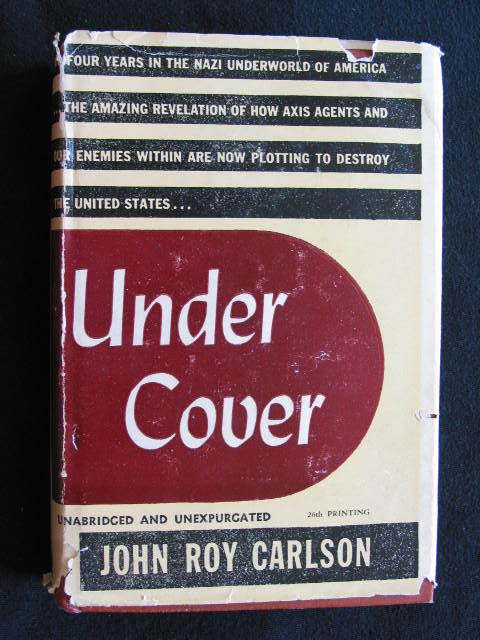 FOUR YEARS IN THE NAZI UNDERWORLD OF AMERICA
... THE AMAZING REVELATION OF HOW AXIS AGENTS AND
OUR ENEMIES WITHIN ARE NOW PLOTTING TO DESTROY
THE UNITED STATES...
Under
Cover
UNABRIDGED AND UNEXPURGATED 26th PRINTING
JOHN ROY CARLSON